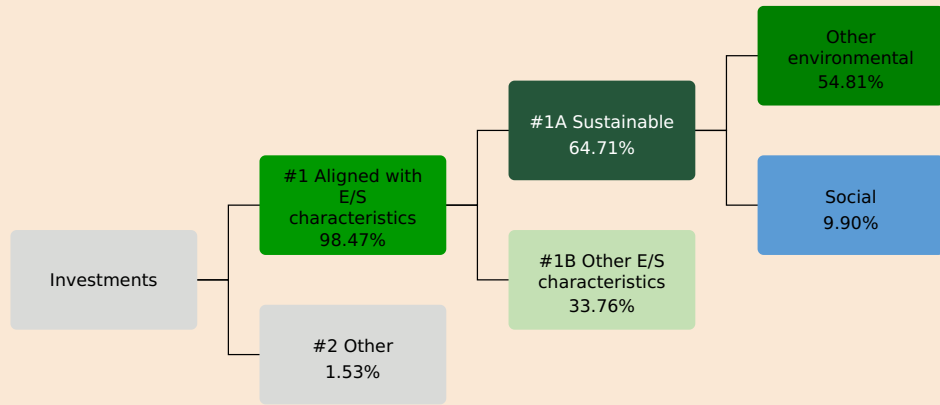 Investments
#1 Aligned with
E/S
characteristics
98.47%
#2 Other
1.53%
#1A Sustainable
64.71%
#1B Other E/S
characteristics
33.76%
Other
environmental
54.81%
Social
9.90%